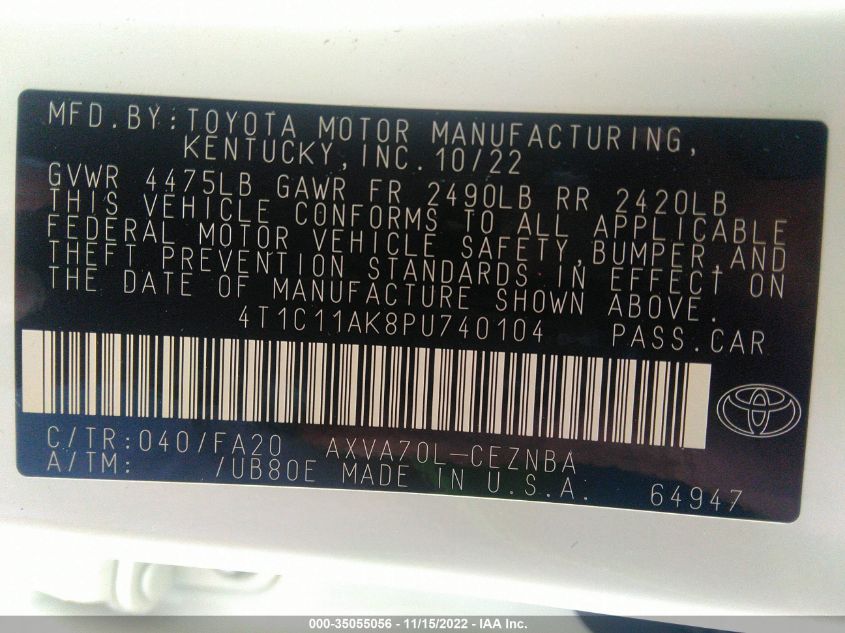 MFD.BY:TOYOTA MOTOR MANUFACTURING,
KENTUCKY,INC. 10/22
GVWR 4475LB GAWR FR 2490LB RR 2420LB
THIS VEHICLE CONFORMS TO ALL APPLICABLE
FEDERAL MOTOR VEHICLE SAFETY,BUMPER,AND
THEFT PREVENTION STANDARDS IN EFFECT ON
THE DATE OF MANUFACTURE SHOWN ABOVE.
4T1C11AK8PU740104 PASS.CAR
C/TR:040/FA20 AXVA70L-CEZNBA
A/TM: /UB80E MADE IN U.S.A. 64947
000-35055056 - 11/15/2022 - IAA Inc.